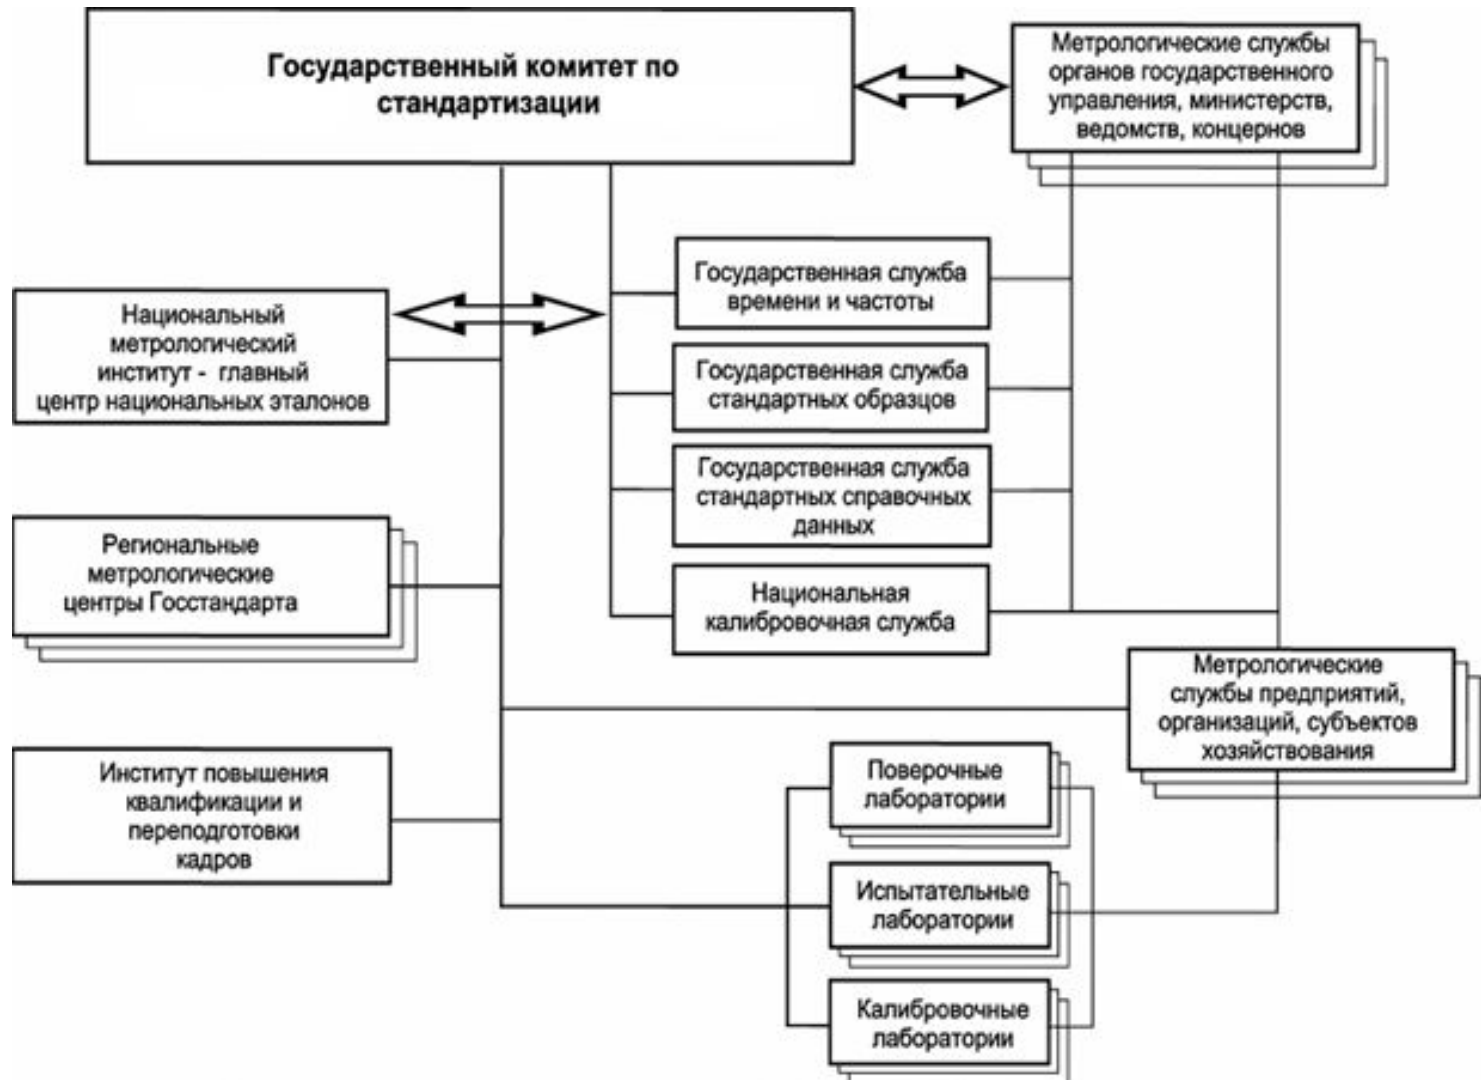 Государственный комитет по
стандартизации
Метрологические службы
органов государственного
управления, министерств,
ведомств, концернов
Государственная служба
времени и частоты
Национальный
метрологический
институт - главный
центр национальных эталонов
Государственная служба
стандартных образцов
Государственная служба
стандартных справочных
данных
Региональные
метрологические
центры Госстандарта
Национальная
калибровочная служба
Метрологические
службы предприятий,
организаций, субъектов
хозяйствования
Институт повышения
квалификации и
переподготовки
кадров
Поверочные
лаборатории
Испытательные
лаборатории
Калибровочные
лаборатории